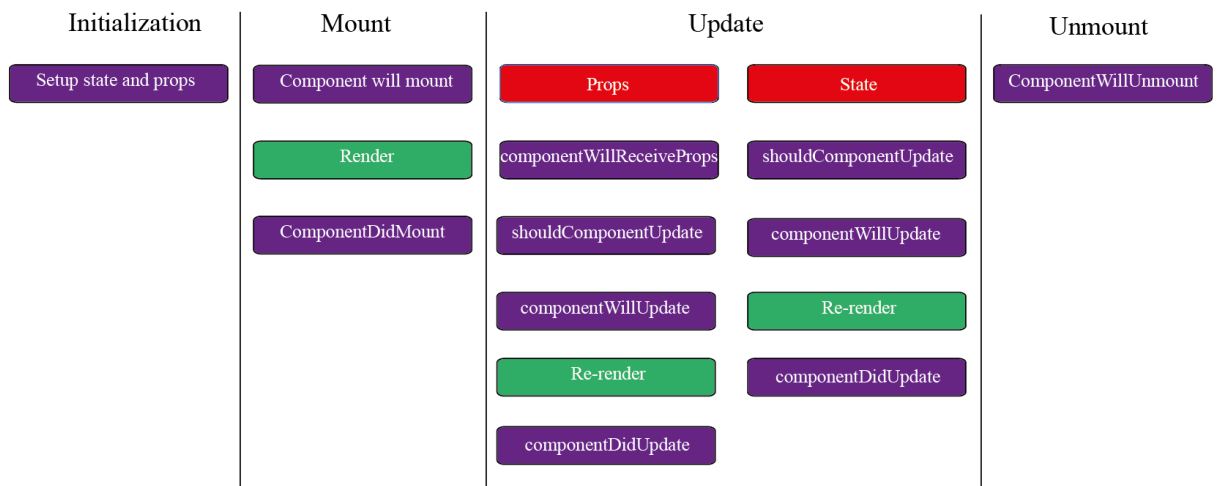 Initialization
Mount
Update
Unmount
Setup state and props
Component will mount
Props
State
ComponentWillUnmount
Render
componentWillReceiveProps
shouldComponentUpdate
ComponentDidMount
shouldComponentUpdate
componentWillUpdate
componentWillUpdate
Re-render
Re-render
componentDidUpdate
componentDidUpdate